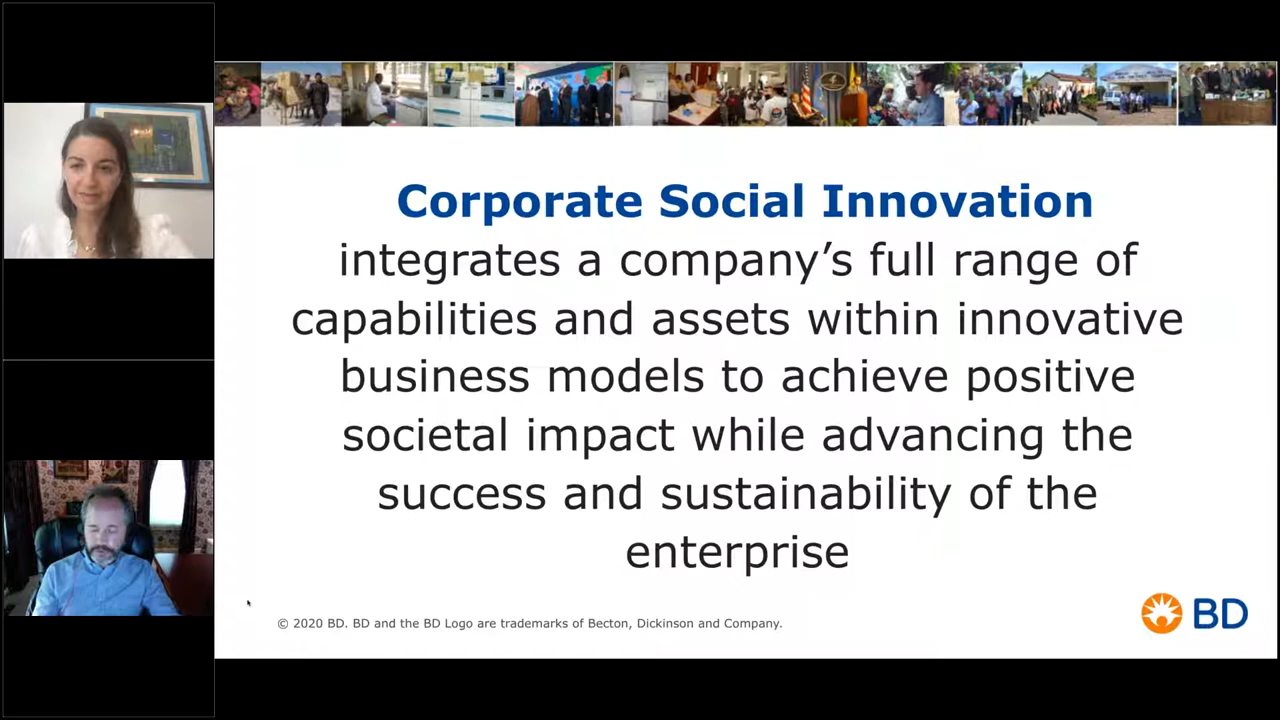 Corporate Social Innovation
integrates a company’s full range of
capabilities and assets within innovative
business models to achieve positive
societal impact while advancing the
success and sustainability of the
enterprise
© 2020 BD. BD and the BD Logo are trademarks of Becton, Dickinson and Company.
BD